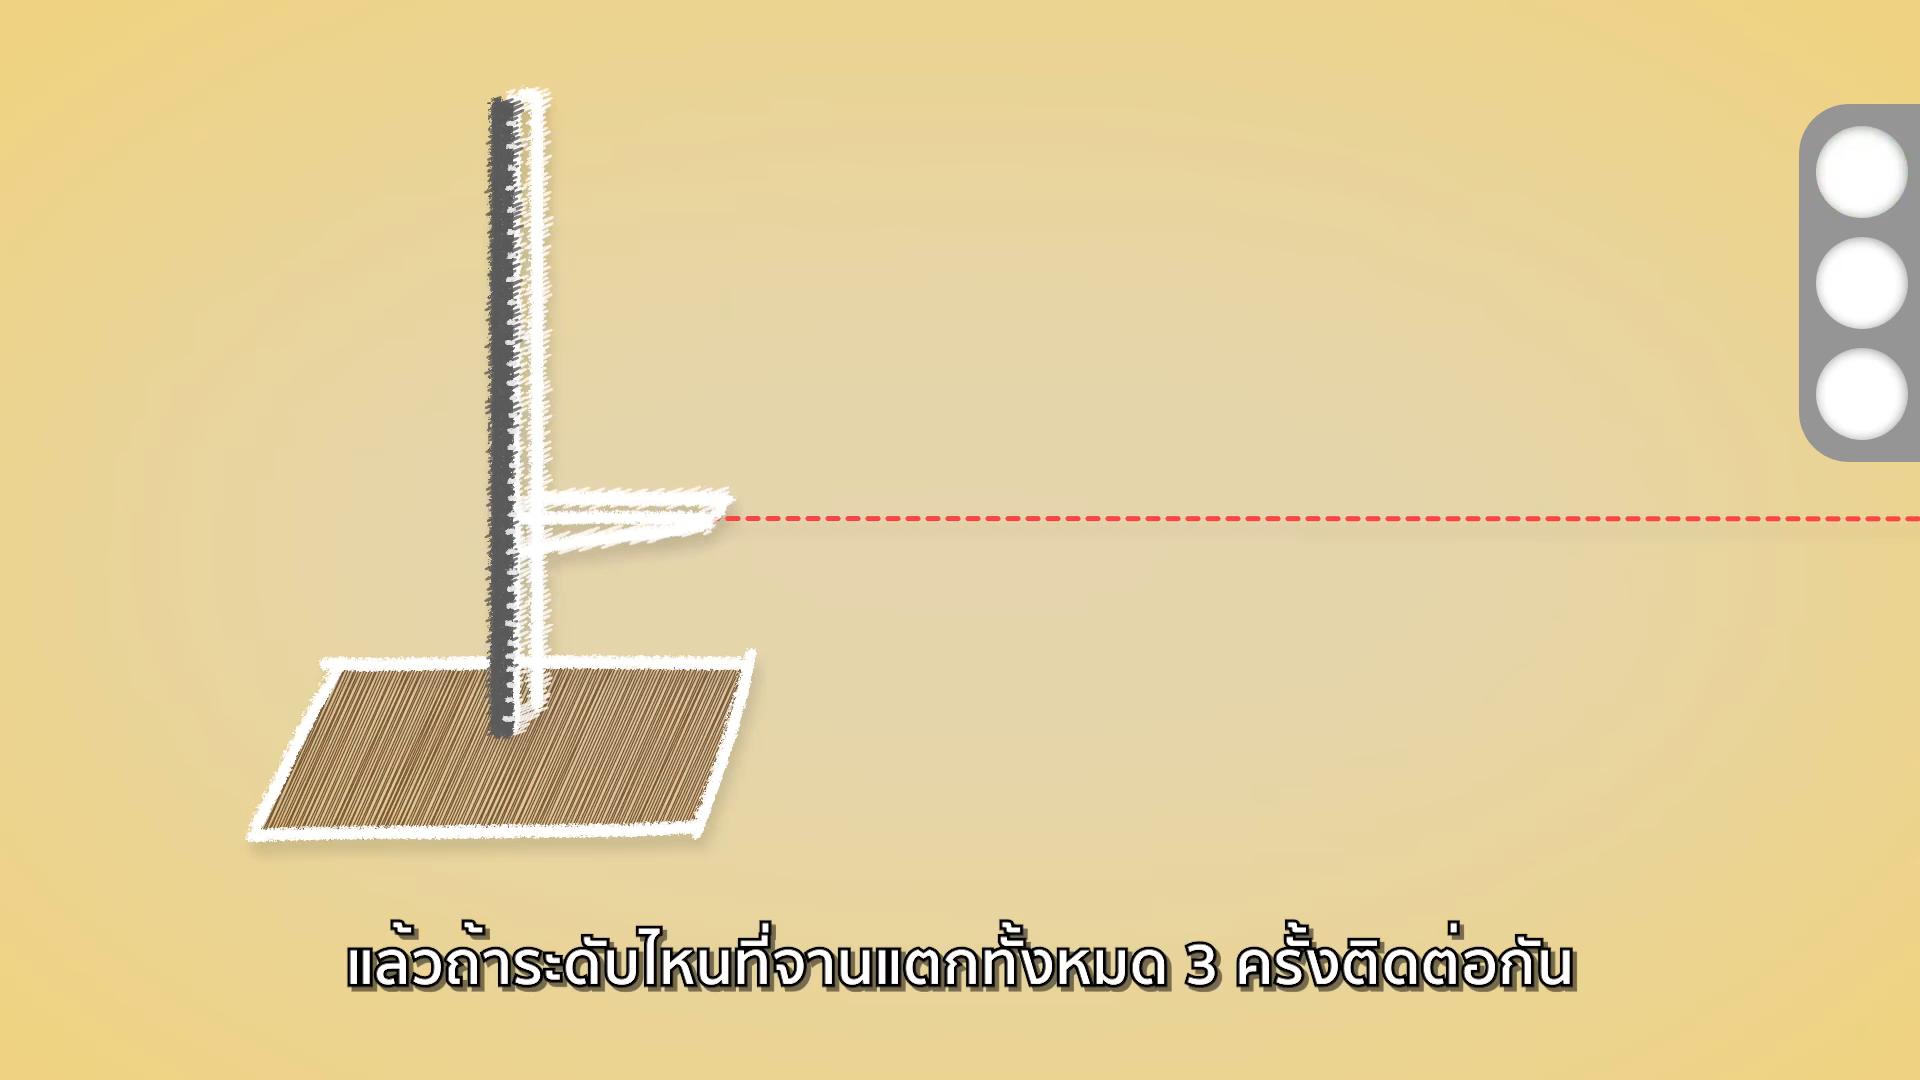 แล้วถ้าระดับไหนที่จานแตกทั้งหมด 3 ครั้งติดต่อกัน